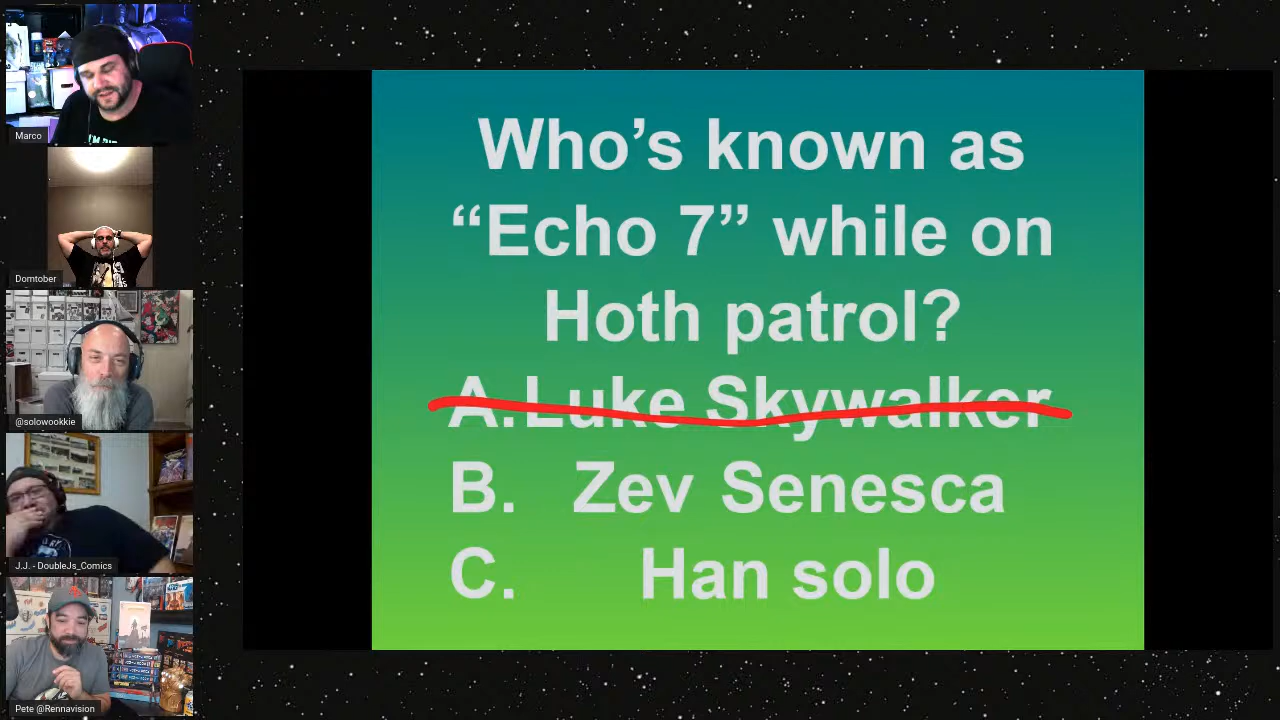 Marco
Domtober
@solowookkie
J.J. - DoubleJs_Comics
Pete @Rennavision
Who’s known as
“Echo 7” while on
Hoth patrol?
A.Luke Skywalker
B. Zev Senesca
C. Han solo